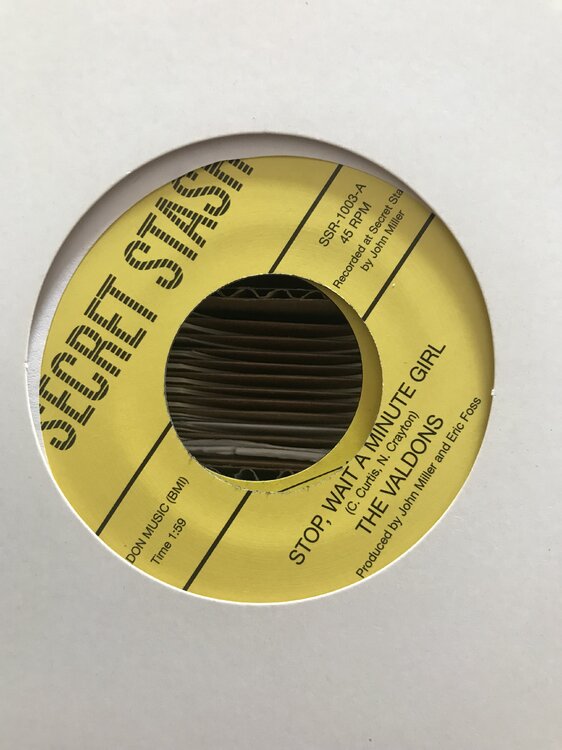 SECRET STASH
SSR-1003-A
45 RPM
Recorded at Secret Sta
by John Miller
DON MUSIC (BMI)
Time 1:59
STOP, WAIT A MINUTE GIRL
(C. Curtis, N. Crayton)
THE VALDONS
Produced by John Miller and Eric Foss